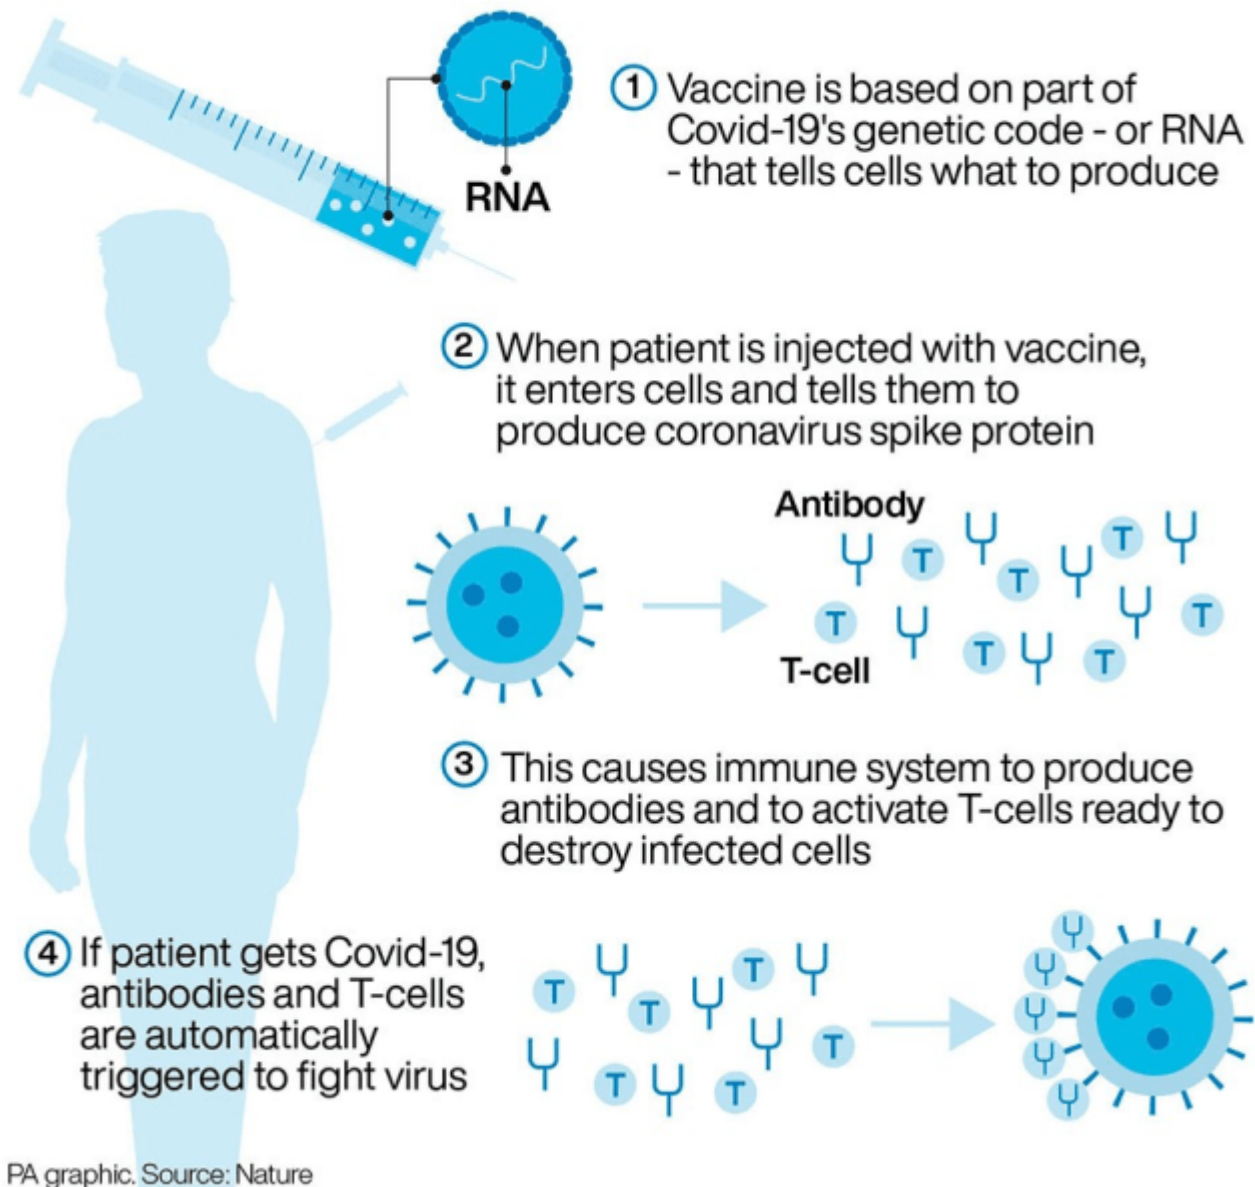 1 Vaccine is based on part of
Covid-19's genetic code - or RNA
- that tells cells what to produce
RNA
2 When patient is injected with vaccine,
it enters cells and tells them to
produce coronavirus spike protein
Antibody
T T T
T T
T-cell T T
3 This causes immune system to produce
antibodies and to activate T-cells ready to
destroy infected cells
4 If patient gets Covid-19,
antibodies and T-cells
are automatically
triggered to fight virus
T T T
T
T T
PA graphic. Source: Nature